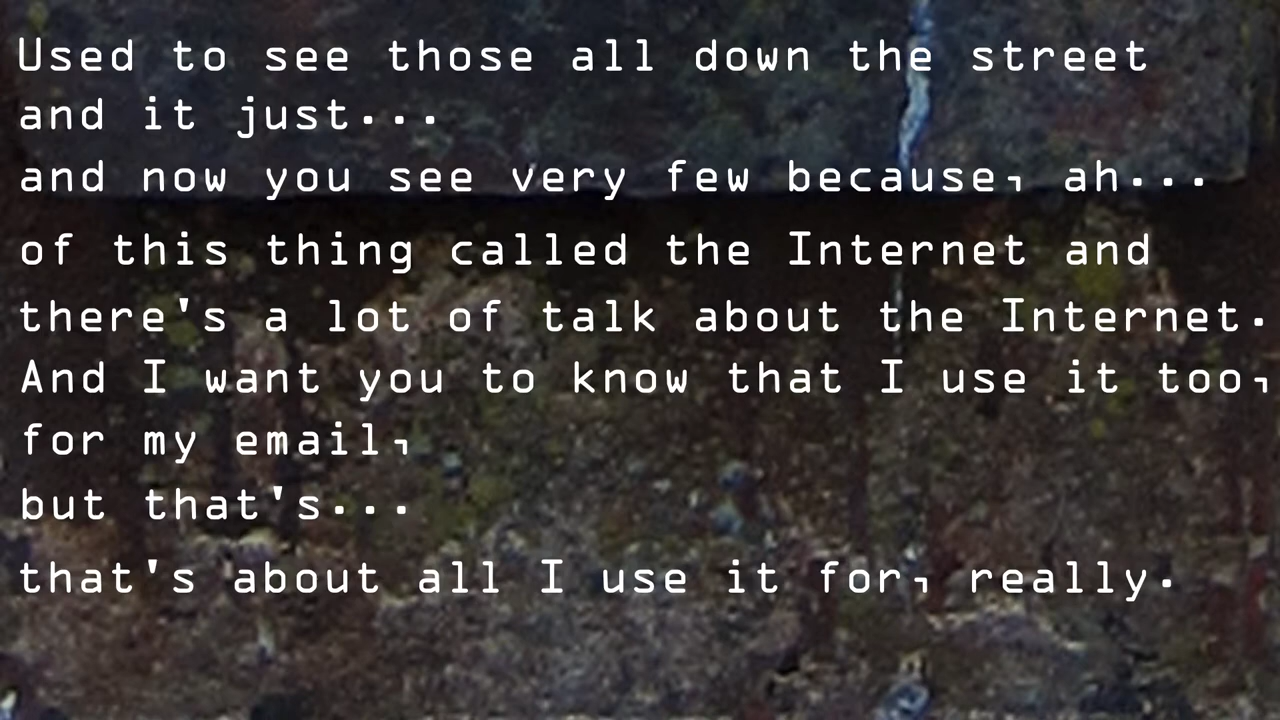 Used to see those all down the street
and it just...
and now you see very few because, ah...
of this thing called the Internet and
there's a lot of talk about the Internet.
And I want you to know that I use it too,
for my email,
but that's...
that's about all I use it for, really.